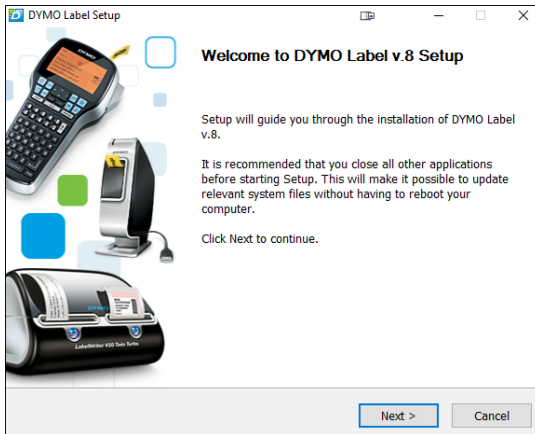 DYMO Label Setup
Welcome to DYMO Label v.8 Setup
Setup will guide you through the installation of DYMO Label
v.8.
It is recommended that you close all other applications
before starting Setup. This will make it possible to update
relevant system files without having to reboot your
computer.
Click Next to continue.
LabelWriter 450 Twin Turbo
Next >
Cancel